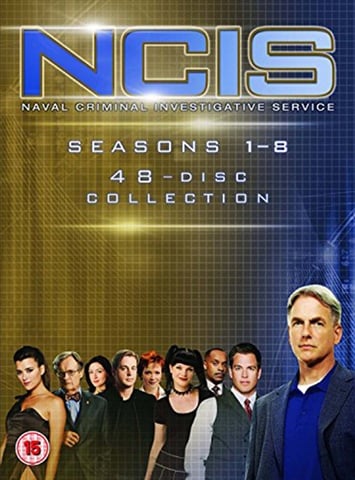 NCIS
NAVAL CRIMINAL INVESTIGATIVE SERVICE
SEASONS 1-8
48-DISC
COLLECTION
15